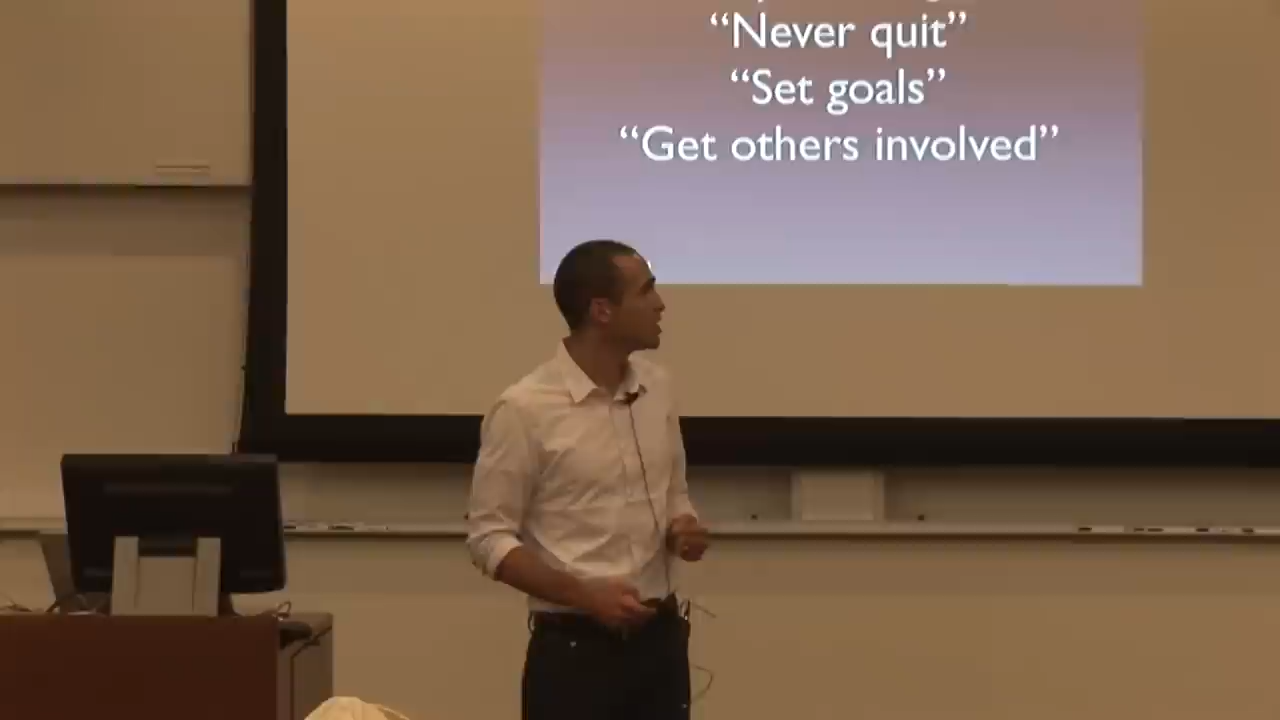 “Never quit”
“Set goals”
“Get others involved”